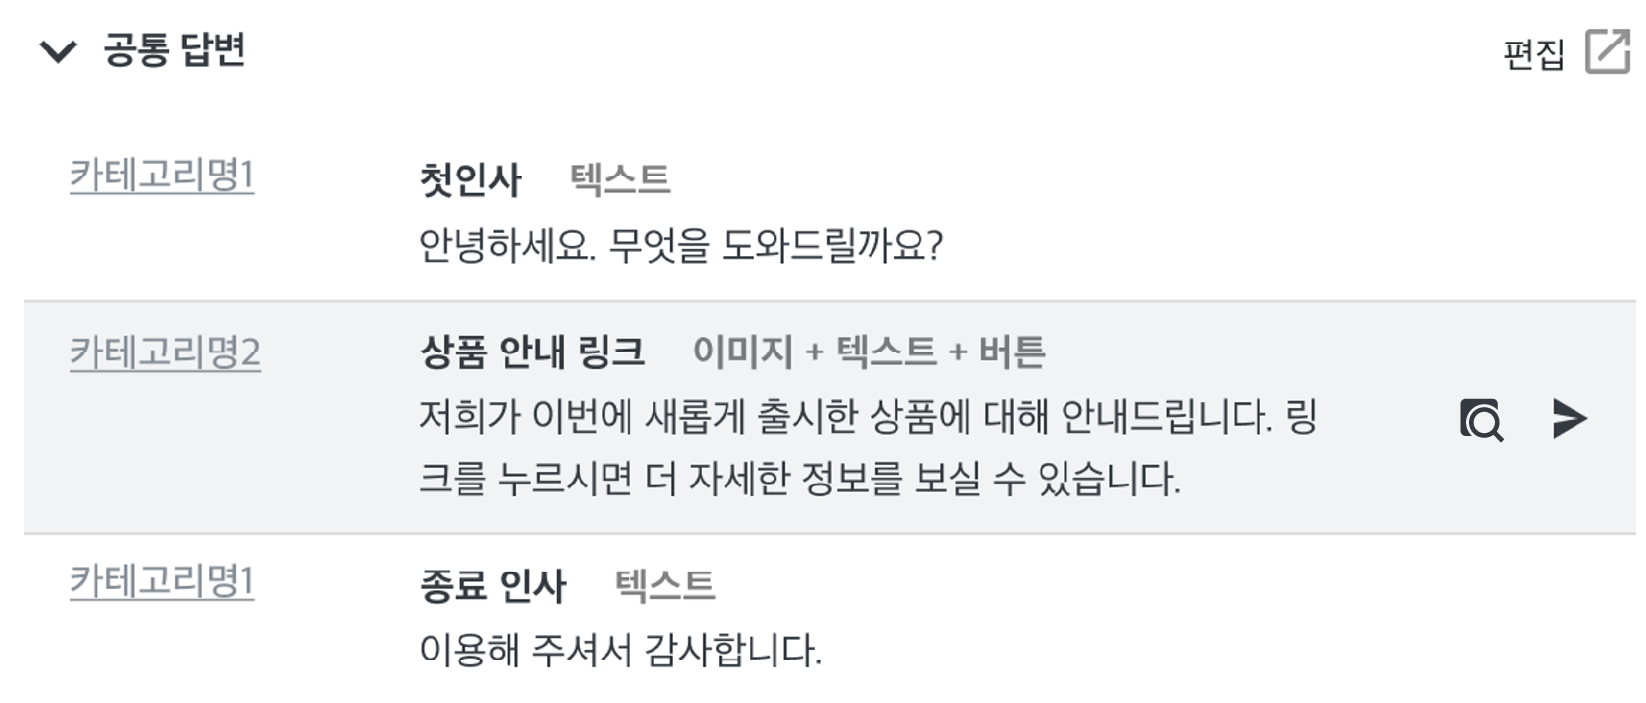 공통 답변
편집
카테고리명1
첫인사 텍스트
안녕하세요. 무엇을 도와드릴까요?
카테고리명2
상품 안내 링크 이미지 + 텍스트 + 버튼
저희가 이번에 새롭게 출시한 상품에 대해 안내드립니다. 링
크를 누르시면 더 자세한 정보를 보실 수 있습니다.
카테고리명1
종료 인사 텍스트
이용해 주셔서 감사합니다.